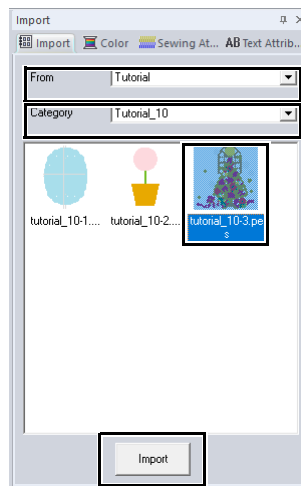 Import
Import Color Sewing At... AB Text Attrib...
From Tutorial
Category Tutorial_10
tutorial_10-1.... tutorial_10-2.... tutorial_10-3.pe
s
Import